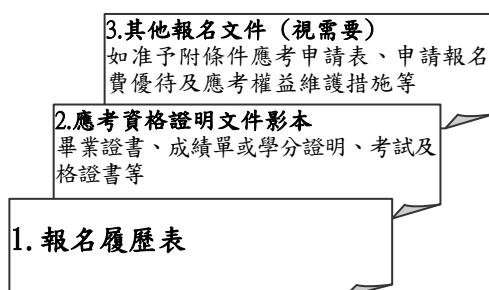 3.其他報名文件（視需要）
如准予附條件應考申請表、申請報名
費優待及應考權益維護措施等
2.應考資格證明文件影本
畢業證書、成績單或學分證明、考試及
格證書等
1.報名履歷表